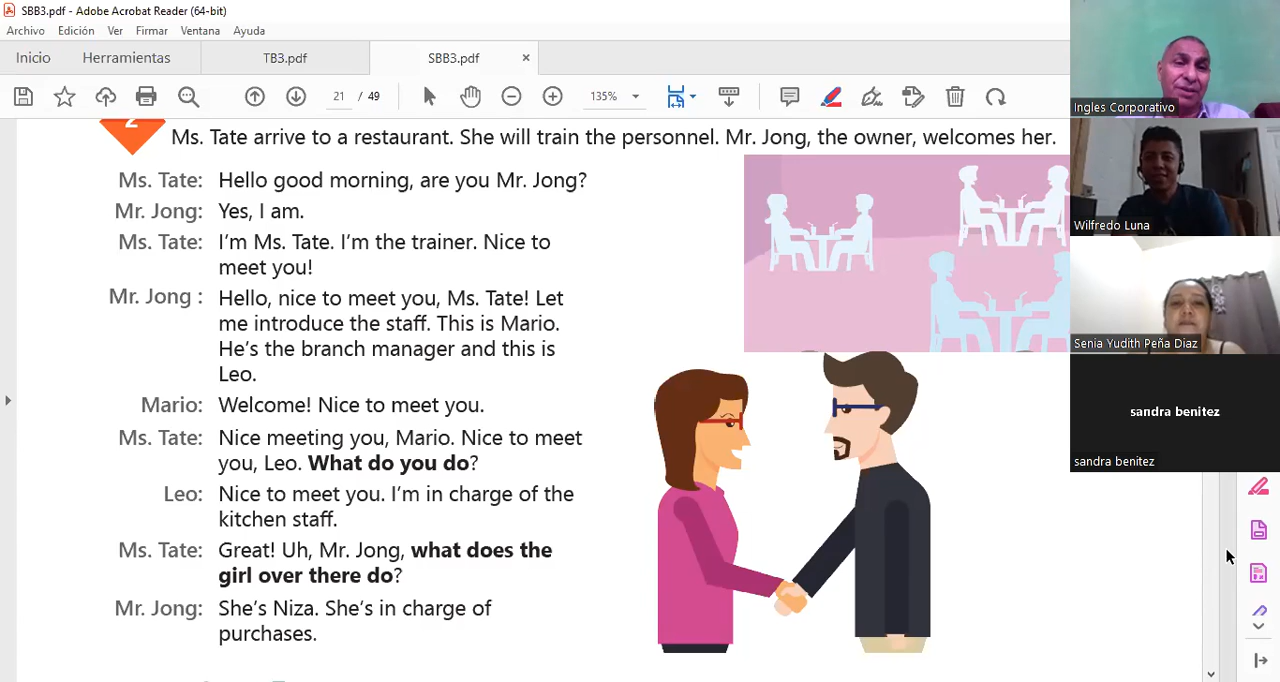 SBB3.pdf - Adobe Acrobat Reader (64-bit)
Archivo Edición Ver Firmar Ventana Ayuda
Inicio Herramientas TB3.pdf SBB3.pdf ×
21 / 49 135%
2
Ms. Tate arrive to a restaurant. She will train the personnel. Mr. Jong, the owner, welcomes her.
Ms. Tate: Hello good morning, are you Mr. Jong?
Mr. Jong: Yes, I am.
Ms. Tate: I'm Ms. Tate. I'm the trainer. Nice to
meet you!
Mr. Jong : Hello, nice to meet you, Ms. Tate! Let
me introduce the staff. This is Mario.
He's the branch manager and this is
Leo.
Mario: Welcome! Nice to meet you.
Ms. Tate: Nice meeting you, Mario. Nice to meet
you, Leo. What do you do?
Leo: Nice to meet you. I'm in charge of the
kitchen staff.
Ms. Tate: Great! Uh, Mr. Jong, what does the
girl over there do?
Mr. Jong: She's Niza. She's in charge of
purchases.
Ingles Corporativo
Wilfredo Luna
Senia Yudith Peña Diaz
sandra benitez
sandra benitez